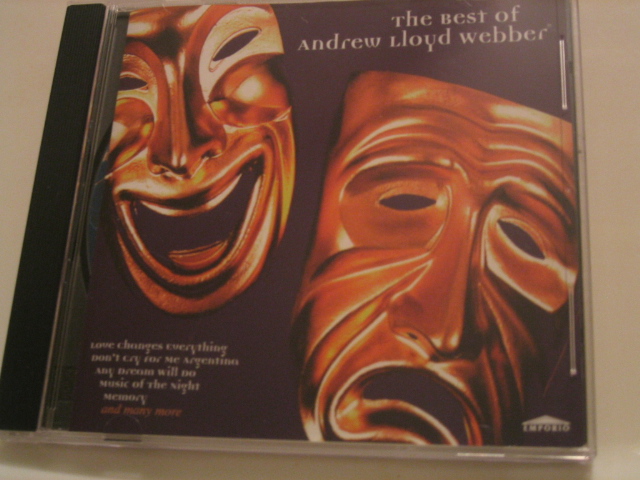 The Best of
Andrew Lloyd Webber
Love Changes Everything
Don't Cry for Me Argentina
Any Dream Will Do
Music of the Night
Memory
and many more
EMPORIO